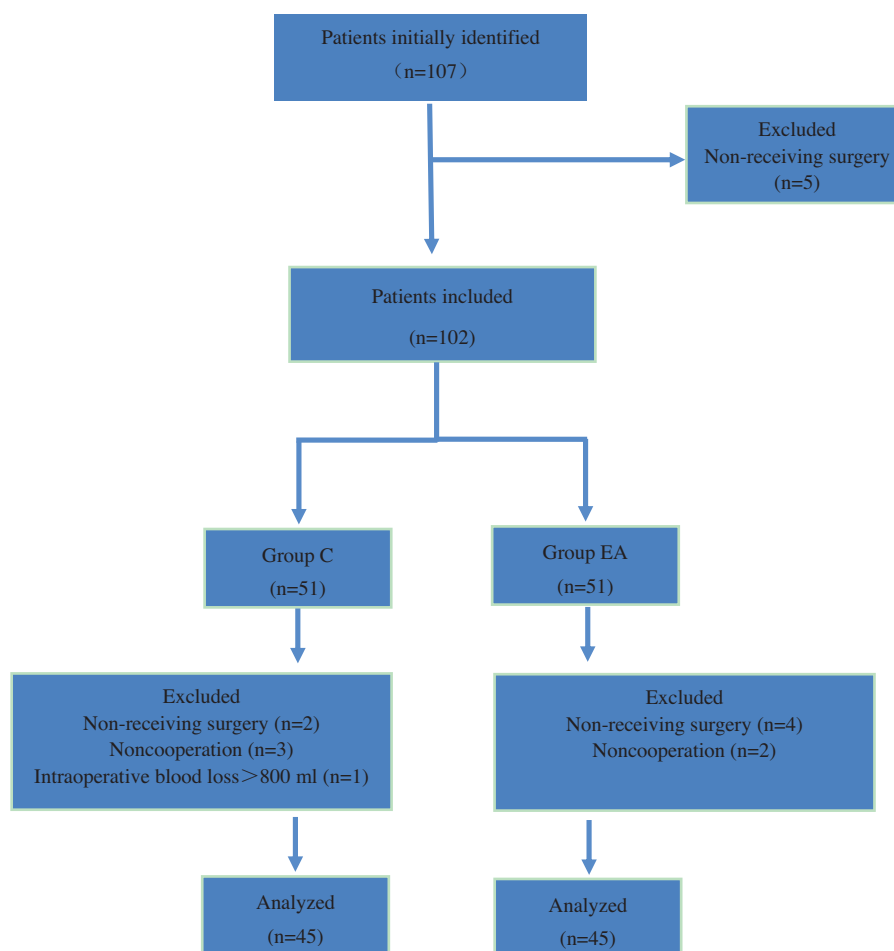 Patients initially identified
（n=107）
Excluded
Non-receiving surgery
(n=5)
Patients included
(n=102)
Group C
(n=51)
Group EA
(n=51)
Excluded
Non-receiving surgery (n=2)
Noncooperation (n=3)
Intraoperative blood loss＞800 ml (n=1)
Excluded
Non-receiving surgery (n=4)
Noncooperation (n=2)
Analyzed
(n=45)
Analyzed
(n=45)